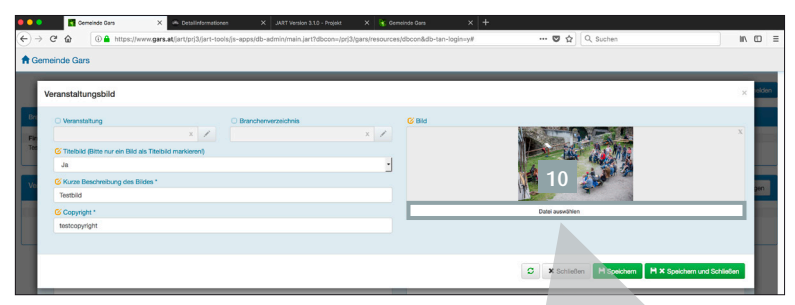 Gemeinde Gars
Detailinformationen
JART Version 3.1.0 - Projekt
Gemeinde Gars
https://www.gars.at/jart/prj3/jart-tools/js-apps/db-admin/main.jart?dbcon=/prj3/gars/resources/dbcon&db-tan-login=y#
Suchen
Gemeinde Gars
Veranstaltungsbild
Veranstaltung
Branchenverzeichnis
Bild
x
x
x
Titelbild (Bitte nur ein Bild als Titelbild markieren!)
Ja
10
Kurze Beschreibung des Bildes *
Testbild
Datei auswählen
Copyright *
testcopyright
Schließen
Speichern
Speichern und Schließen